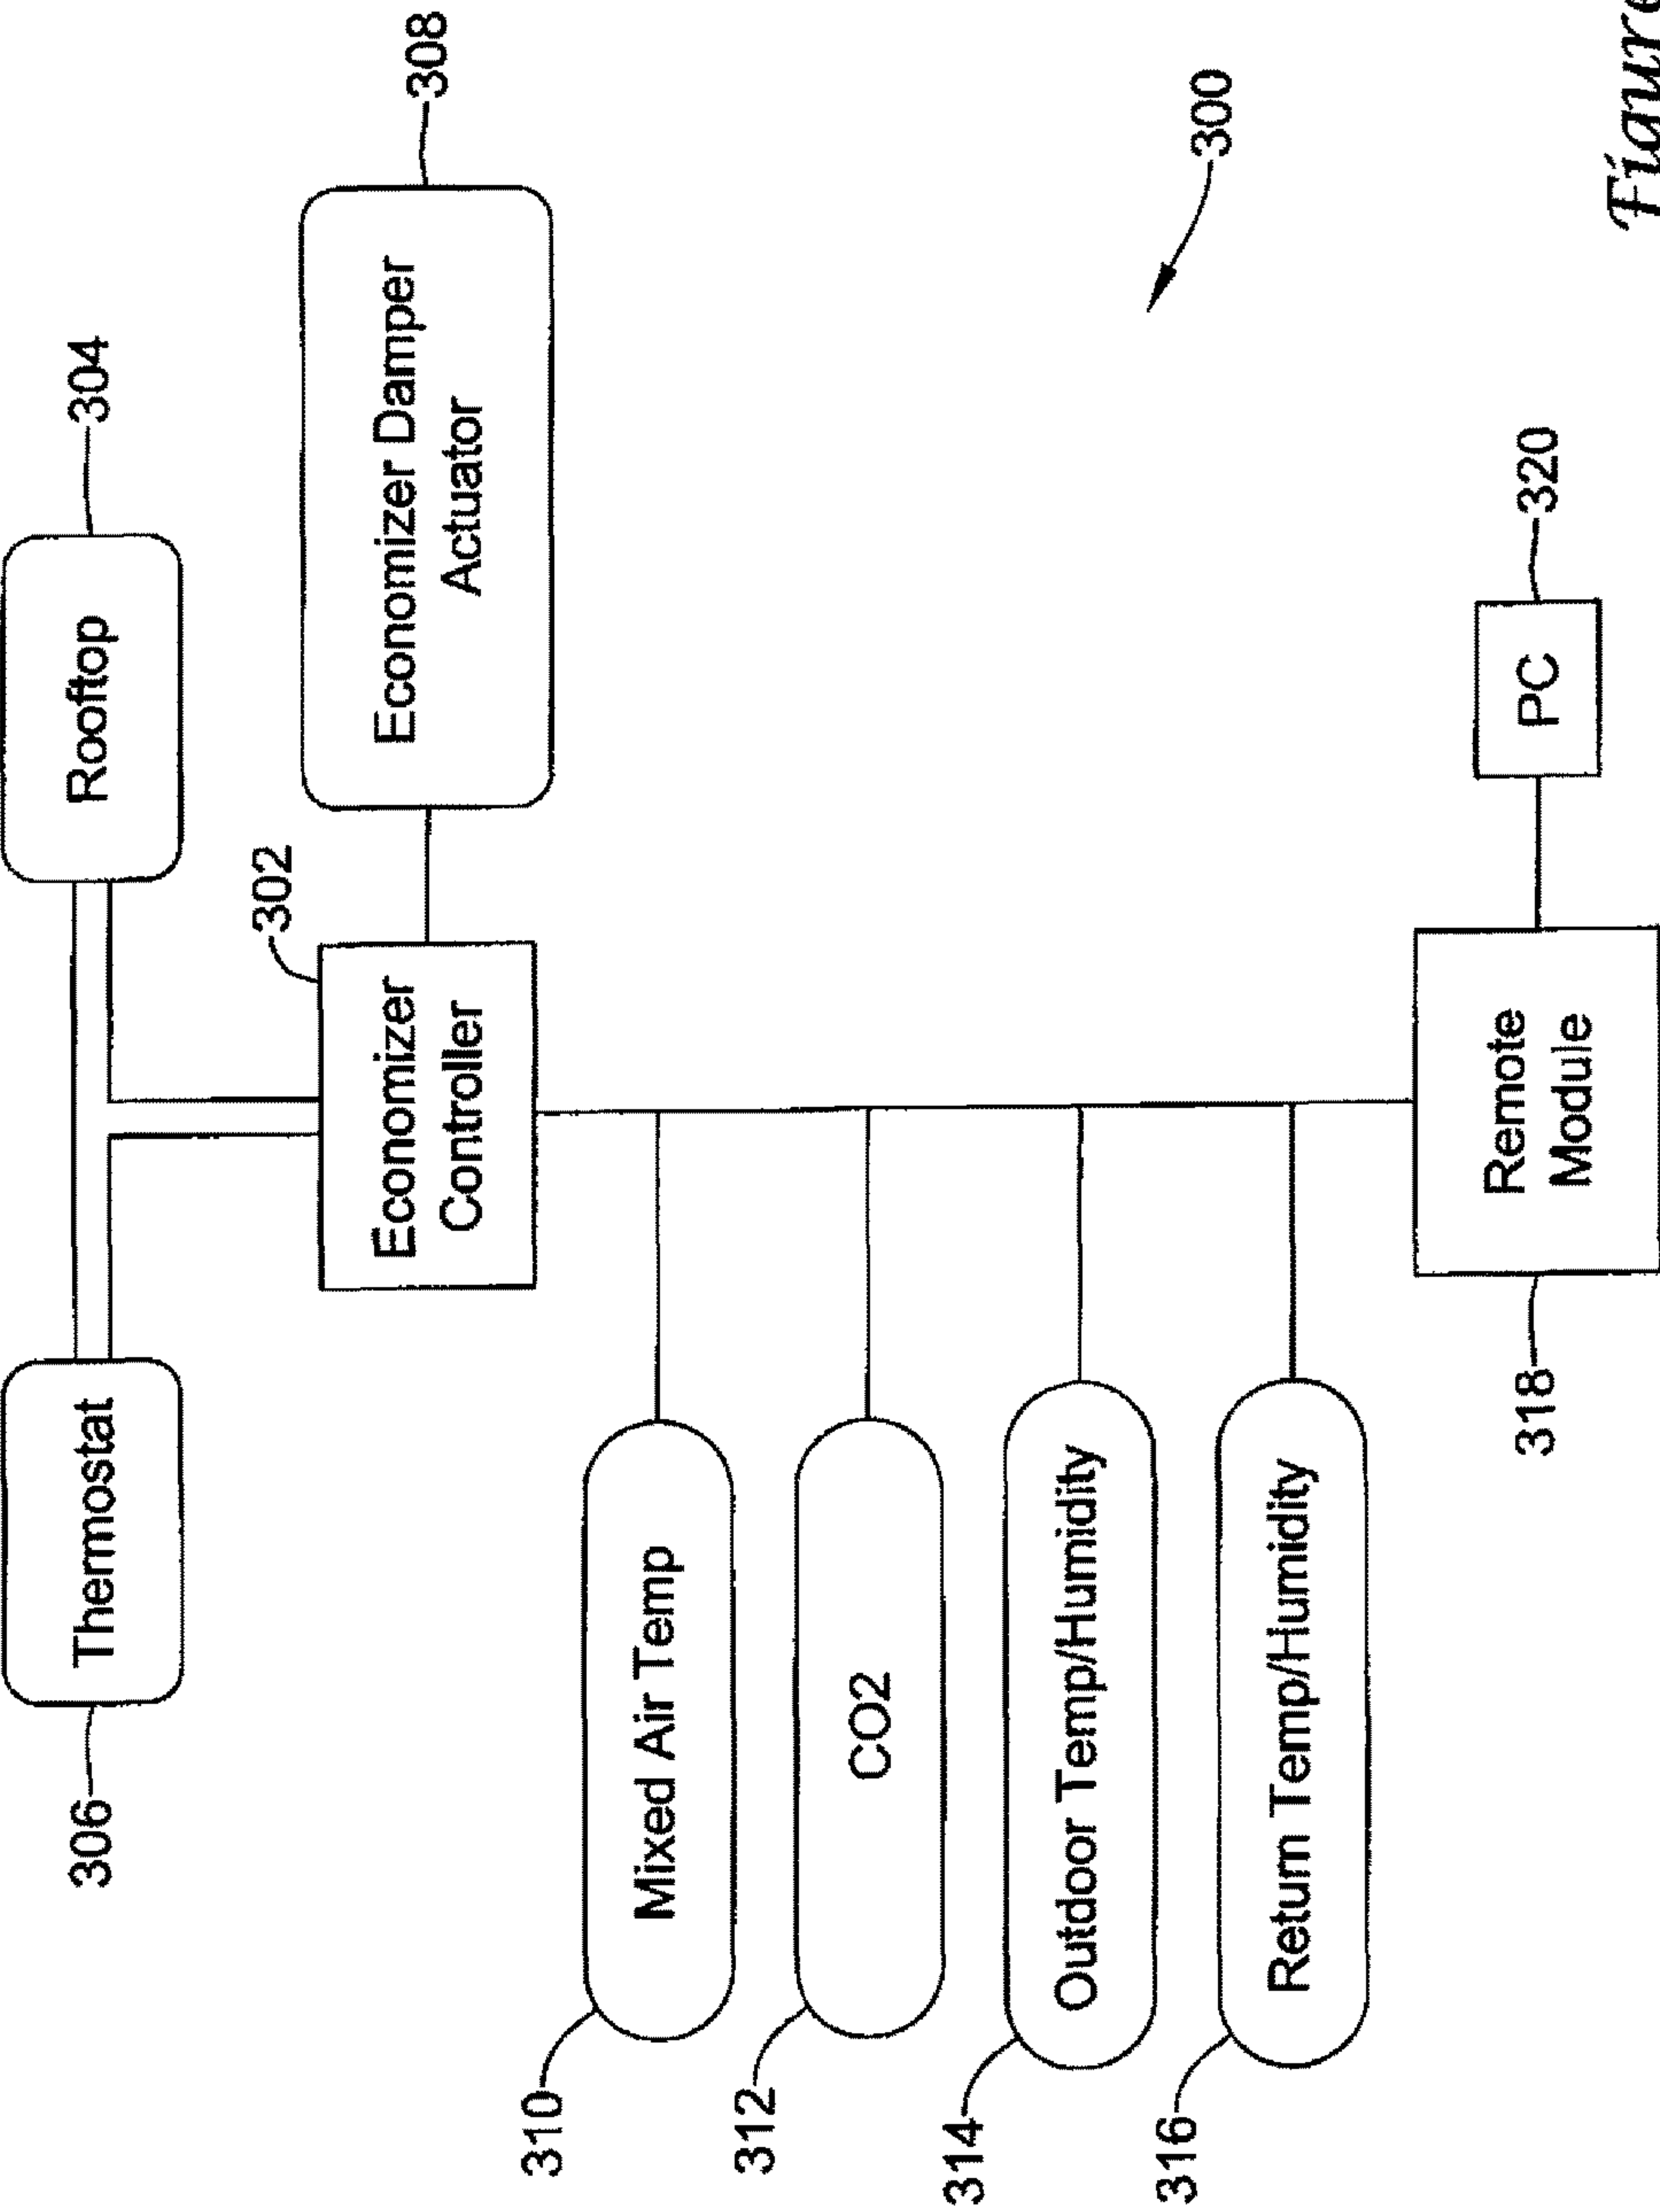 306
Thermostat
Rooftop
304
302
Economizer
Controller
Economizer Damper
Actuator
308
310
Mixed Air Temp
312
CO2
314
Outdoor Temp/Humidity
316
Return Temp/Humidity
300
318
Remote
Module
PC
320
Figure